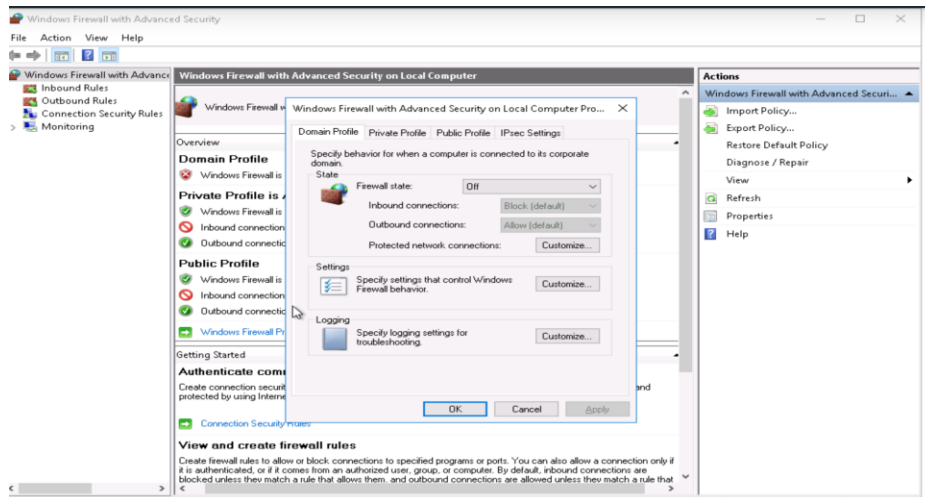 Windows Firewall with Advanced Security
File Action View Help
Windows Firewall with Advance
Inbound Rules
Outbound Rules
Connection Security Rules
Monitoring
Windows Firewall with Advanced Security on Local Computer
Windows Firewall w
Overview
Domain Profile
Windows Firewall is
Private Profile is
Windows Firewall is
Inbound connection
Outbound connectic
Public Profile
Windows Firewall is
Inbound connection
Outbound connectic
Windows Firewall Pr
Getting Started
Authenticate com
Create connection securit
and
protected by using Interne
Connection Security
View and create firewall rules
Create firewall rules to allow or block connections to specified programs or ports. You can also allow a connection only if
it is authenticated, or if it comes from an authorized user, group, or computer. By default, inbound connections are
blocked unless they match a rule that allows them, and outbound connections are allowed unless they match a rule that
Windows Firewall with Advanced Security on Local Computer Pro...
Domain Profile Private Profile Public Profile IPsec Settings
Specify behavior for when a computer is connected to its corporate
domain.
State
Firewall state: Off
Inbound connections: Block (default)
Outbound connections: Allow (default)
Protected network connections: Customize...
Settings
Specify settings that control Windows
Firewall behavior.
Customize...
Logging
Specify logging settings for
troubleshooting.
Customize...
OK Cancel Apply
Actions
Windows Firewall with Advanced Securi...
Import Policy...
Export Policy...
Restore Default Policy
Diagnose / Repair
View
Refresh
Properties
Help